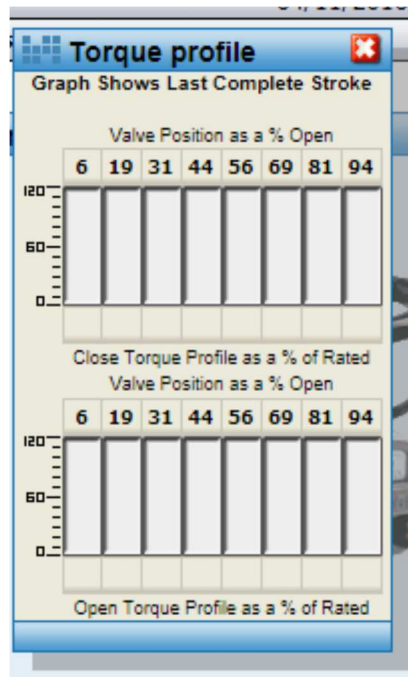 Torque profile
Graph Shows Last Complete Stroke
Valve Position as a % Open
6 19 31 44 56 69 81 94
120
60
0
Close Torque Profile as a % of Rated
Valve Position as a % Open
6 19 31 44 56 69 81 94
120
60
0
Open Torque Profile as a % of Rated